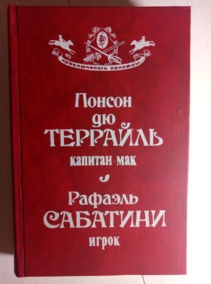 Понсон
дю
ТЕРРАЙЛЬ
капитан мак
Рафаэль
САБАТИНИ
игрок